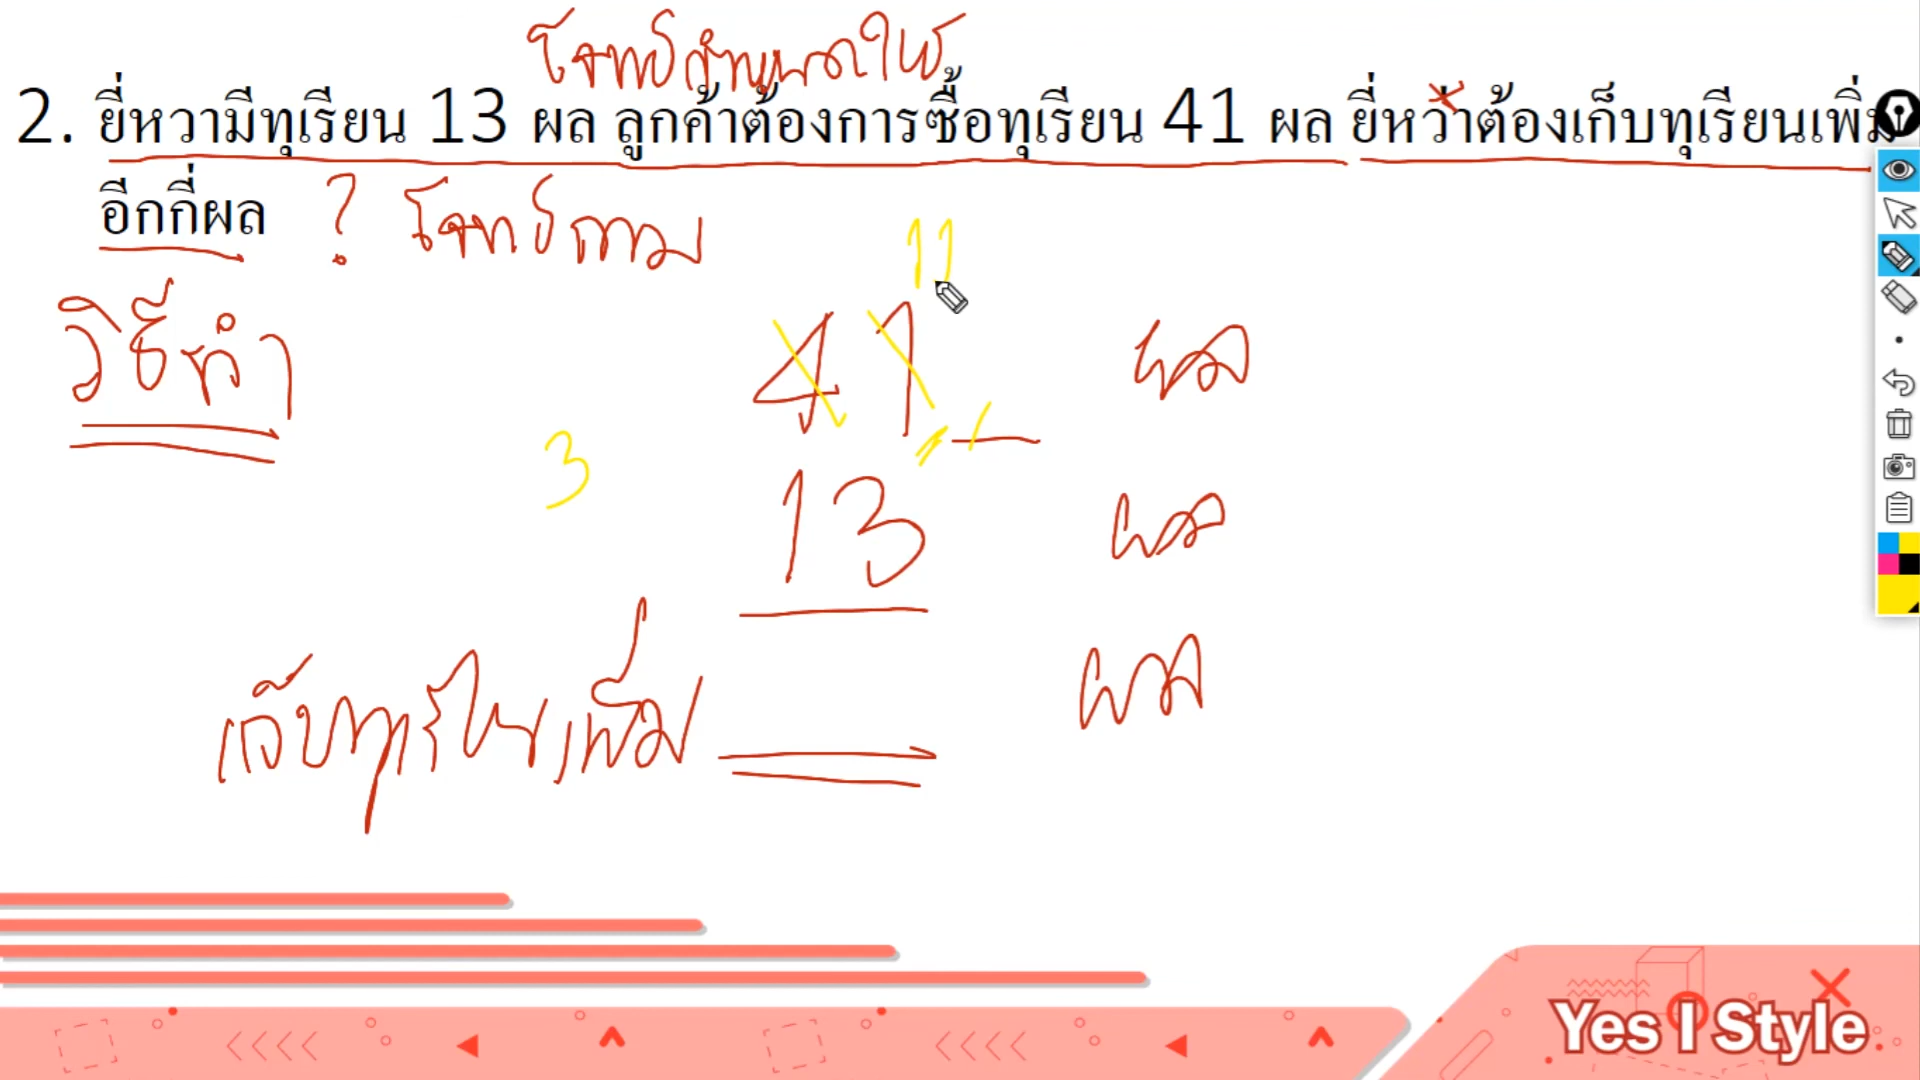 โจทย์กำหนดให้
2. ยี่หวามีทุเรียน 13 ผล ลูกค้าต้องการซื้อทุเรียน 41 ผล ยี่หว่าต้องเก็บทุเรียนเพิ่ม
อีกกี่ผล ? โจทย์ถาม
วิธีทำ
11
41 ผล
3
13 ผล
เก็บทุเรียนเพิ่ม ผล
Yes I Style